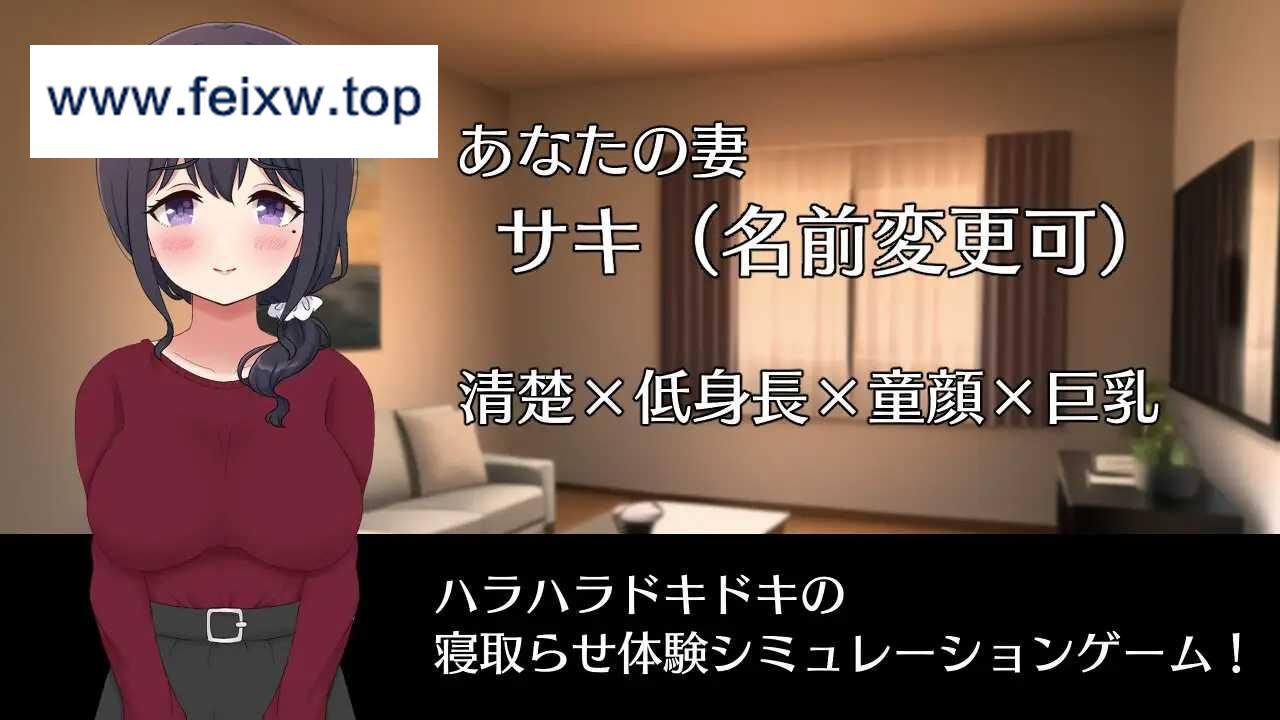 www.feixw.top
あなたの妻
サキ（名前変更可）
清楚×低身長×童顔×巨乳
ハラハラドキドキの
寝取らせ体験シミュレーションゲーム！